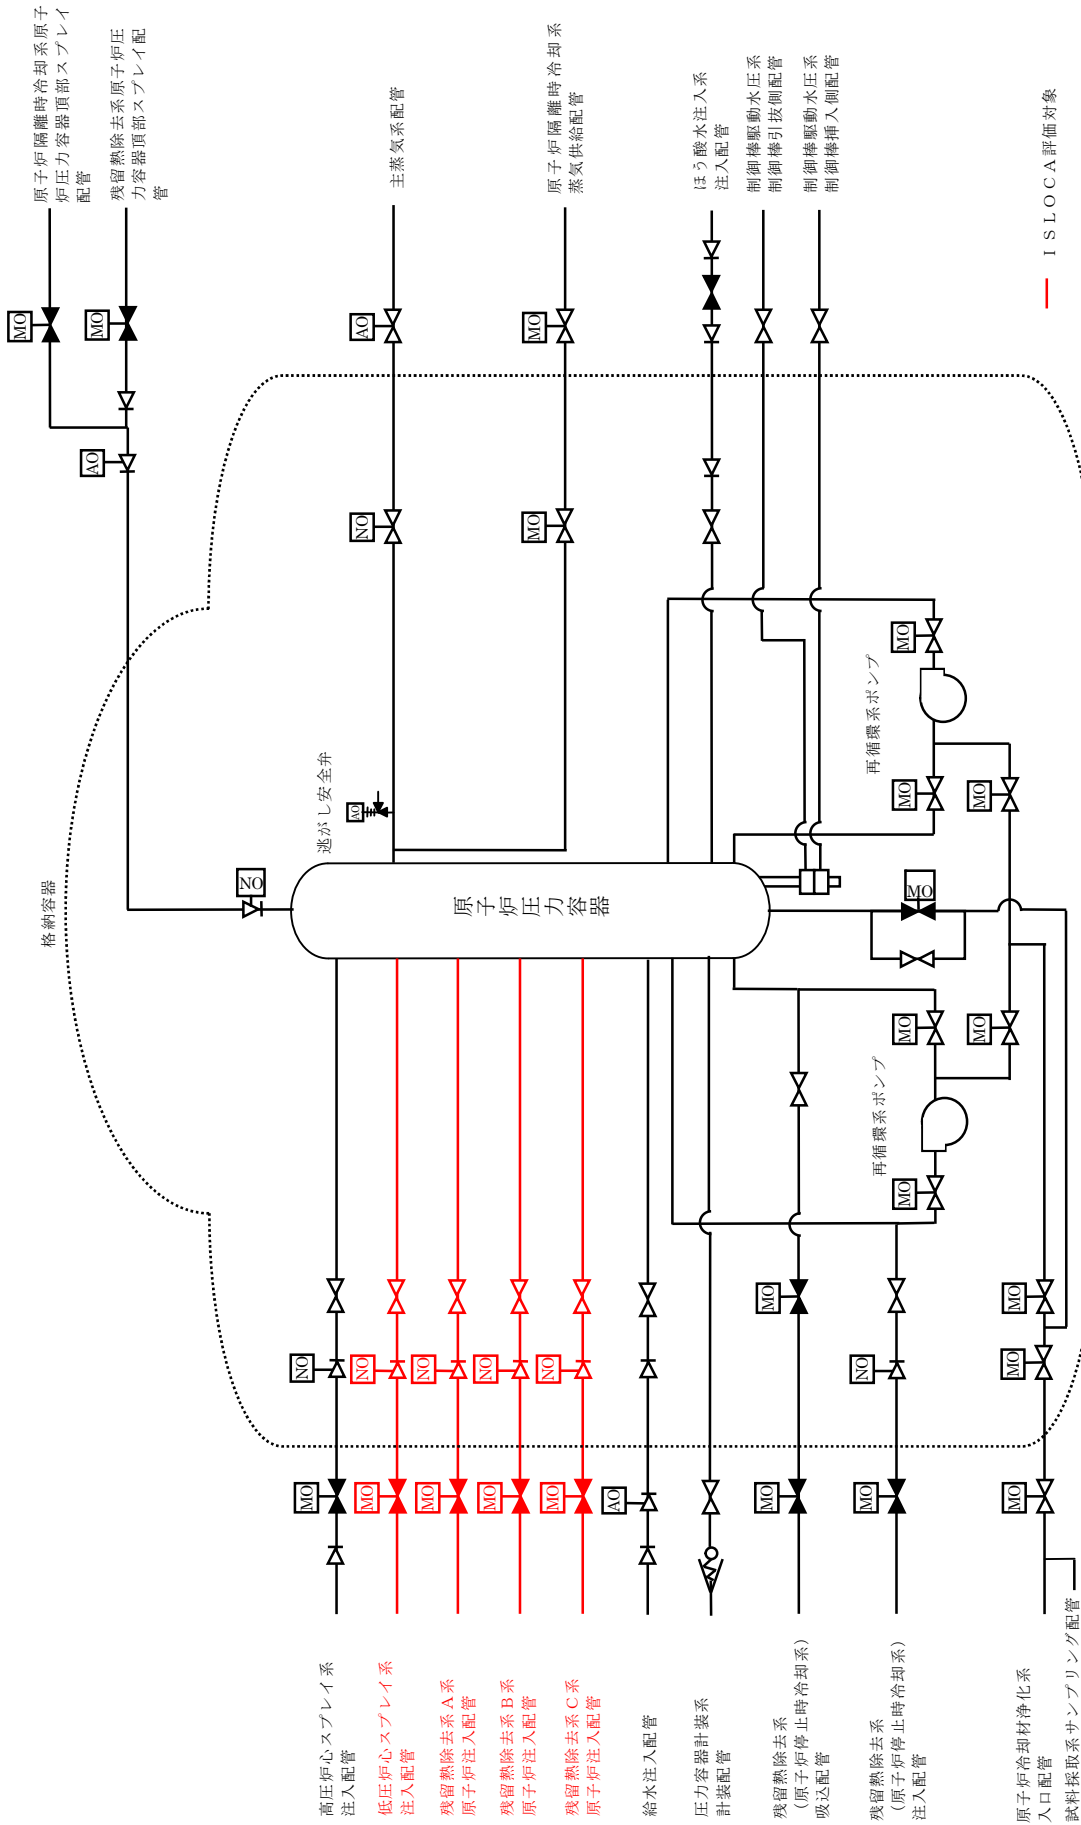 原子炉隔離時冷却系原子
炉圧力容器頂部スプレイ
配管
残留熱除去系原子炉圧
力容器頂部スプレイ配
管
主蒸気系配管
原子炉隔離時冷却系
蒸気供給配管
ほう酸水注入系
注入配管
制御棒駆動水圧系
制御棒引抜側配管
制御棒駆動水圧系
制御棒挿入側配管
ISLOCA評価対象
MO
MO
AO
AO
MO
NO
MO
MO
再循環系ポンプ
逃がし安全弁
AO
MO
MO
格納容器
NO
原子炉圧力容器
MO
MO
MO
再循環系ポンプ
MO
MO
MO
NO
NO
NO
NO
NO
NO
MO
MO
MO
MO
MO
MO
AO
MO
MO
MO
高圧炉心スプレイ系
注入配管
低圧炉心スプレイ系
注入配管
残留熱除去系A系
原子炉注入配管
残留熱除去系B系
原子炉注入配管
残留熱除去系C系
原子炉注入配管
給水注入配管
圧力容器計装系
計装配管
残留熱除去系
（原子炉停止時冷却系）
吸込配管
残留熱除去系
（原子炉停止時冷却系）
注入配管
原子炉冷却材浄化系
入口配管
試料採取系サンプリング配管